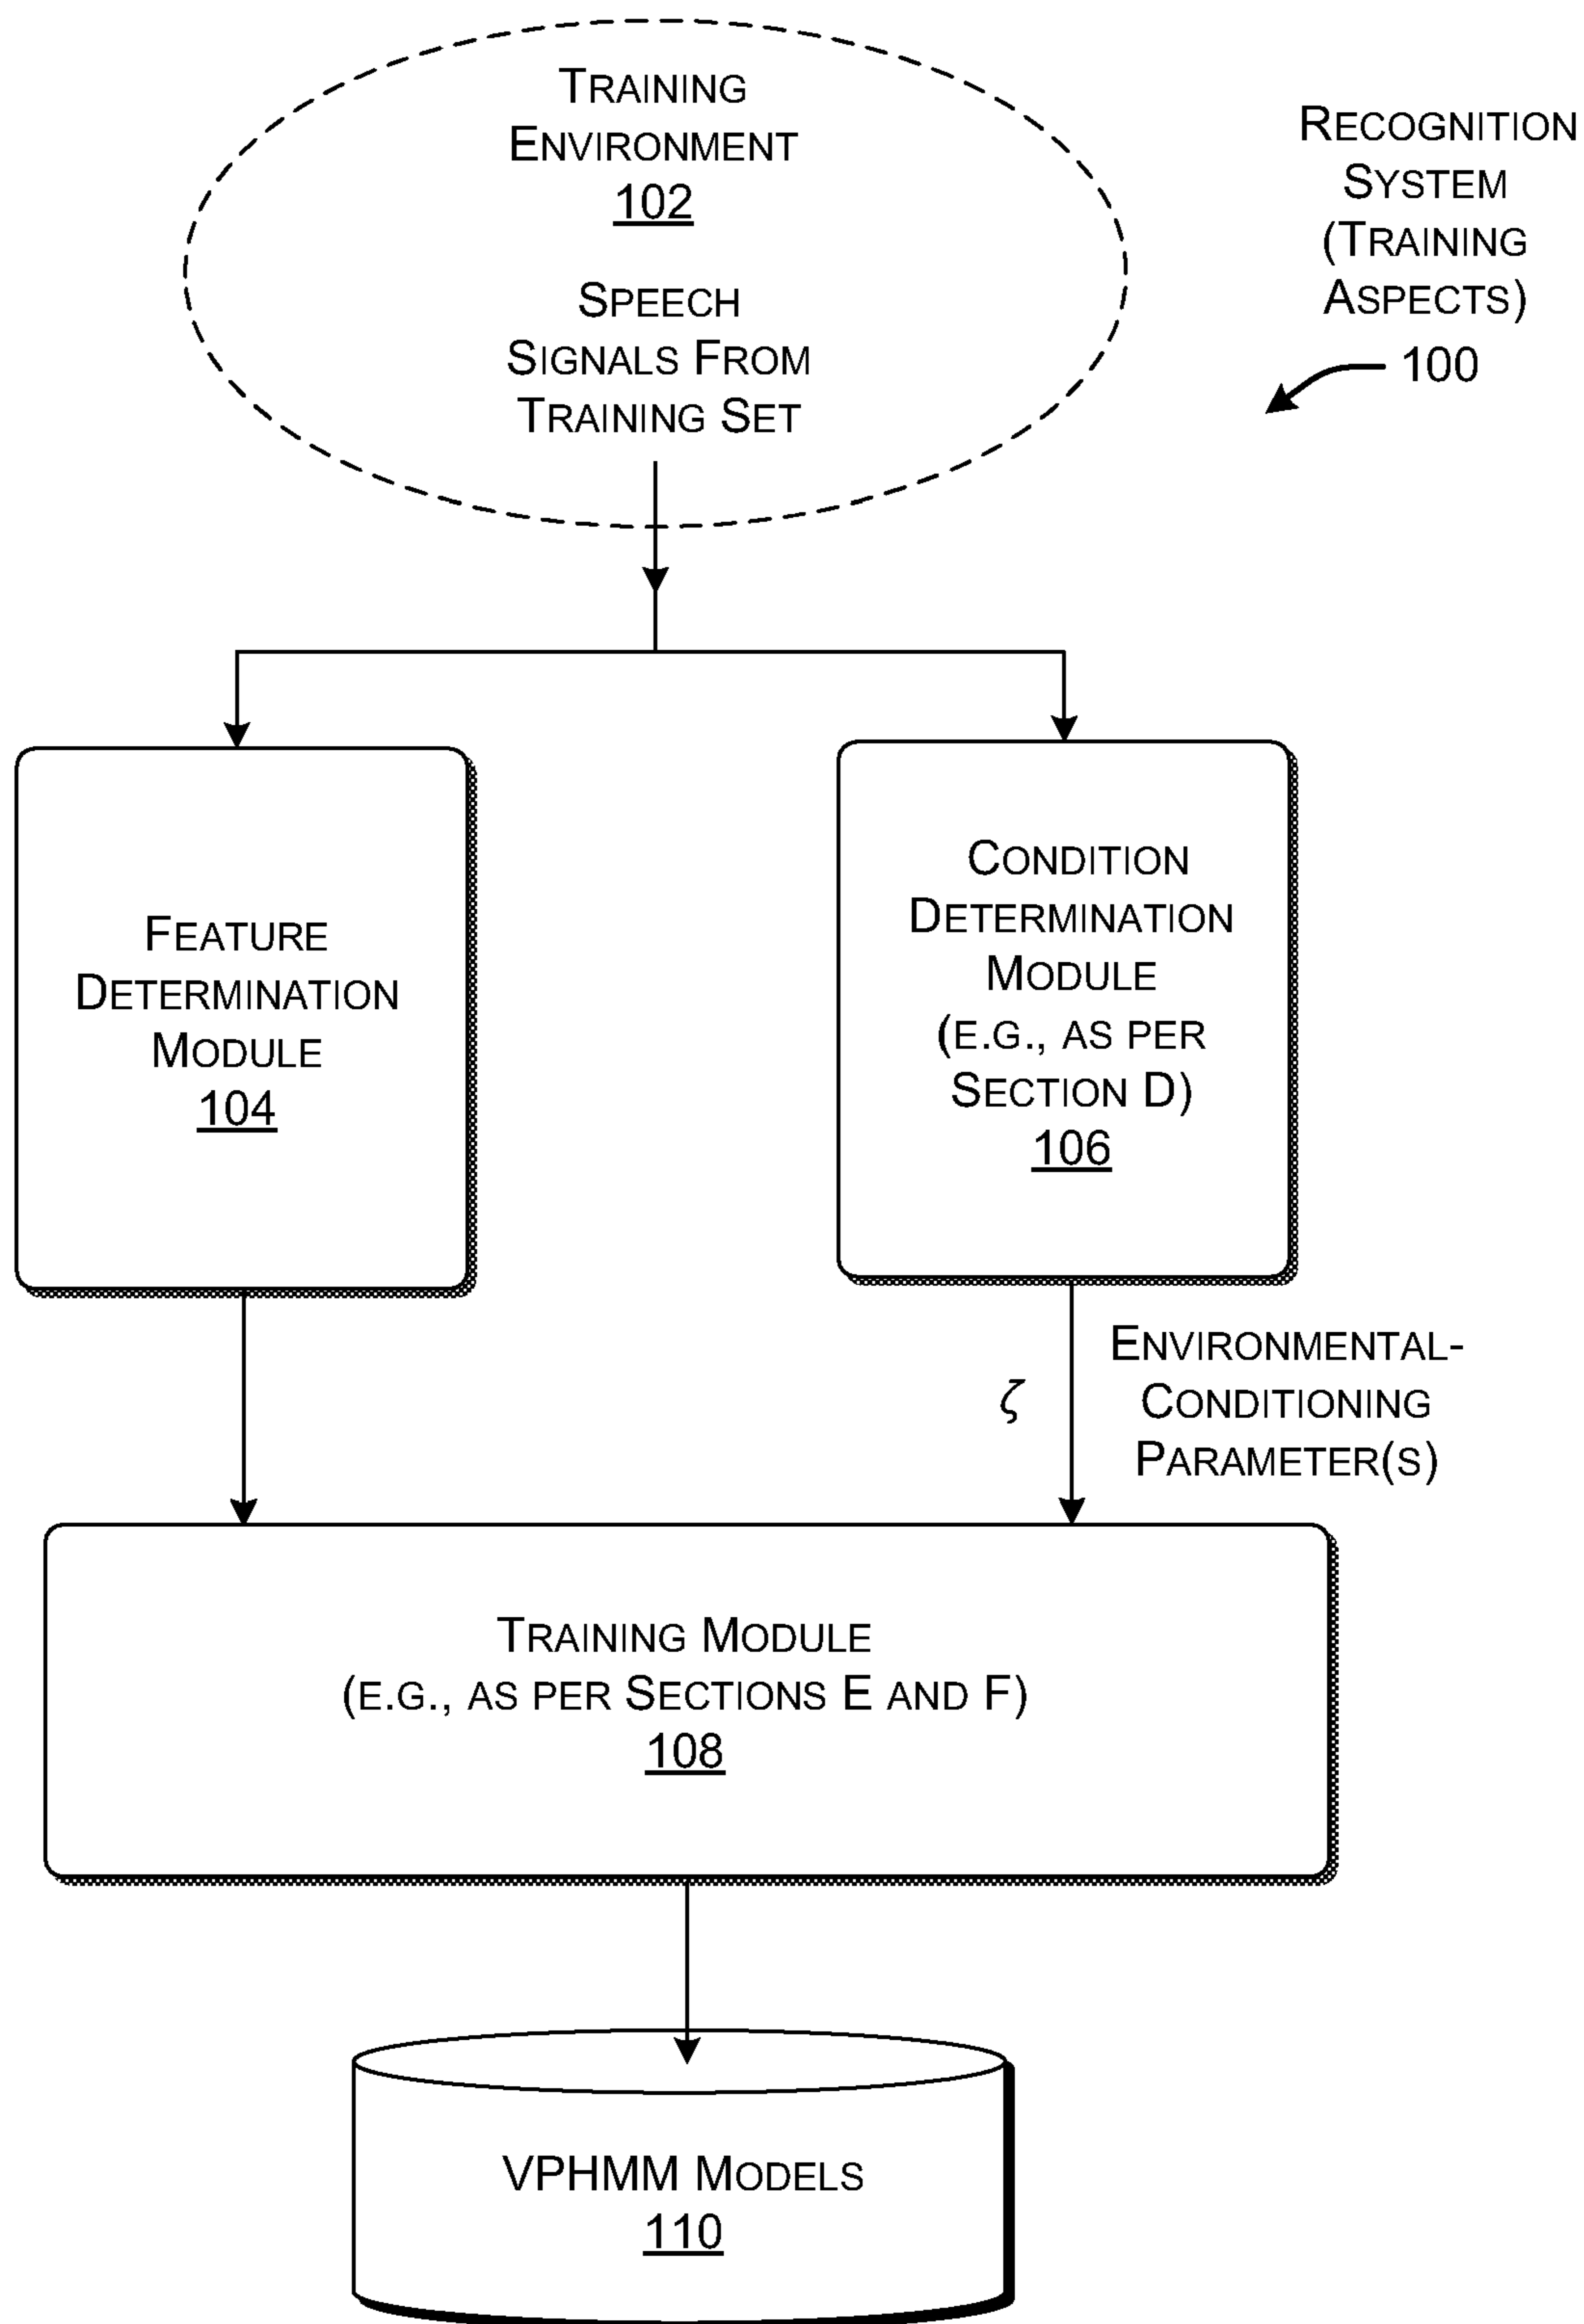 TRAINING
ENVIRONMENT
102
SPEECH
SIGNALS FROM
TRAINING SET
RECOGNITION
SYSTEM
(TRAINING
ASPECTS)
100
FEATURE
DETERMINATION
MODULE
104
CONDITION
DETERMINATION
MODULE
(E.G., AS PER
SECTION D)
106
ζ
ENVIRONMENTAL-
CONDITIONING
PARAMETER(S)
TRAINING MODULE
(E.G., AS PER SECTIONS E AND F)
108
VPHMM MODELS
110